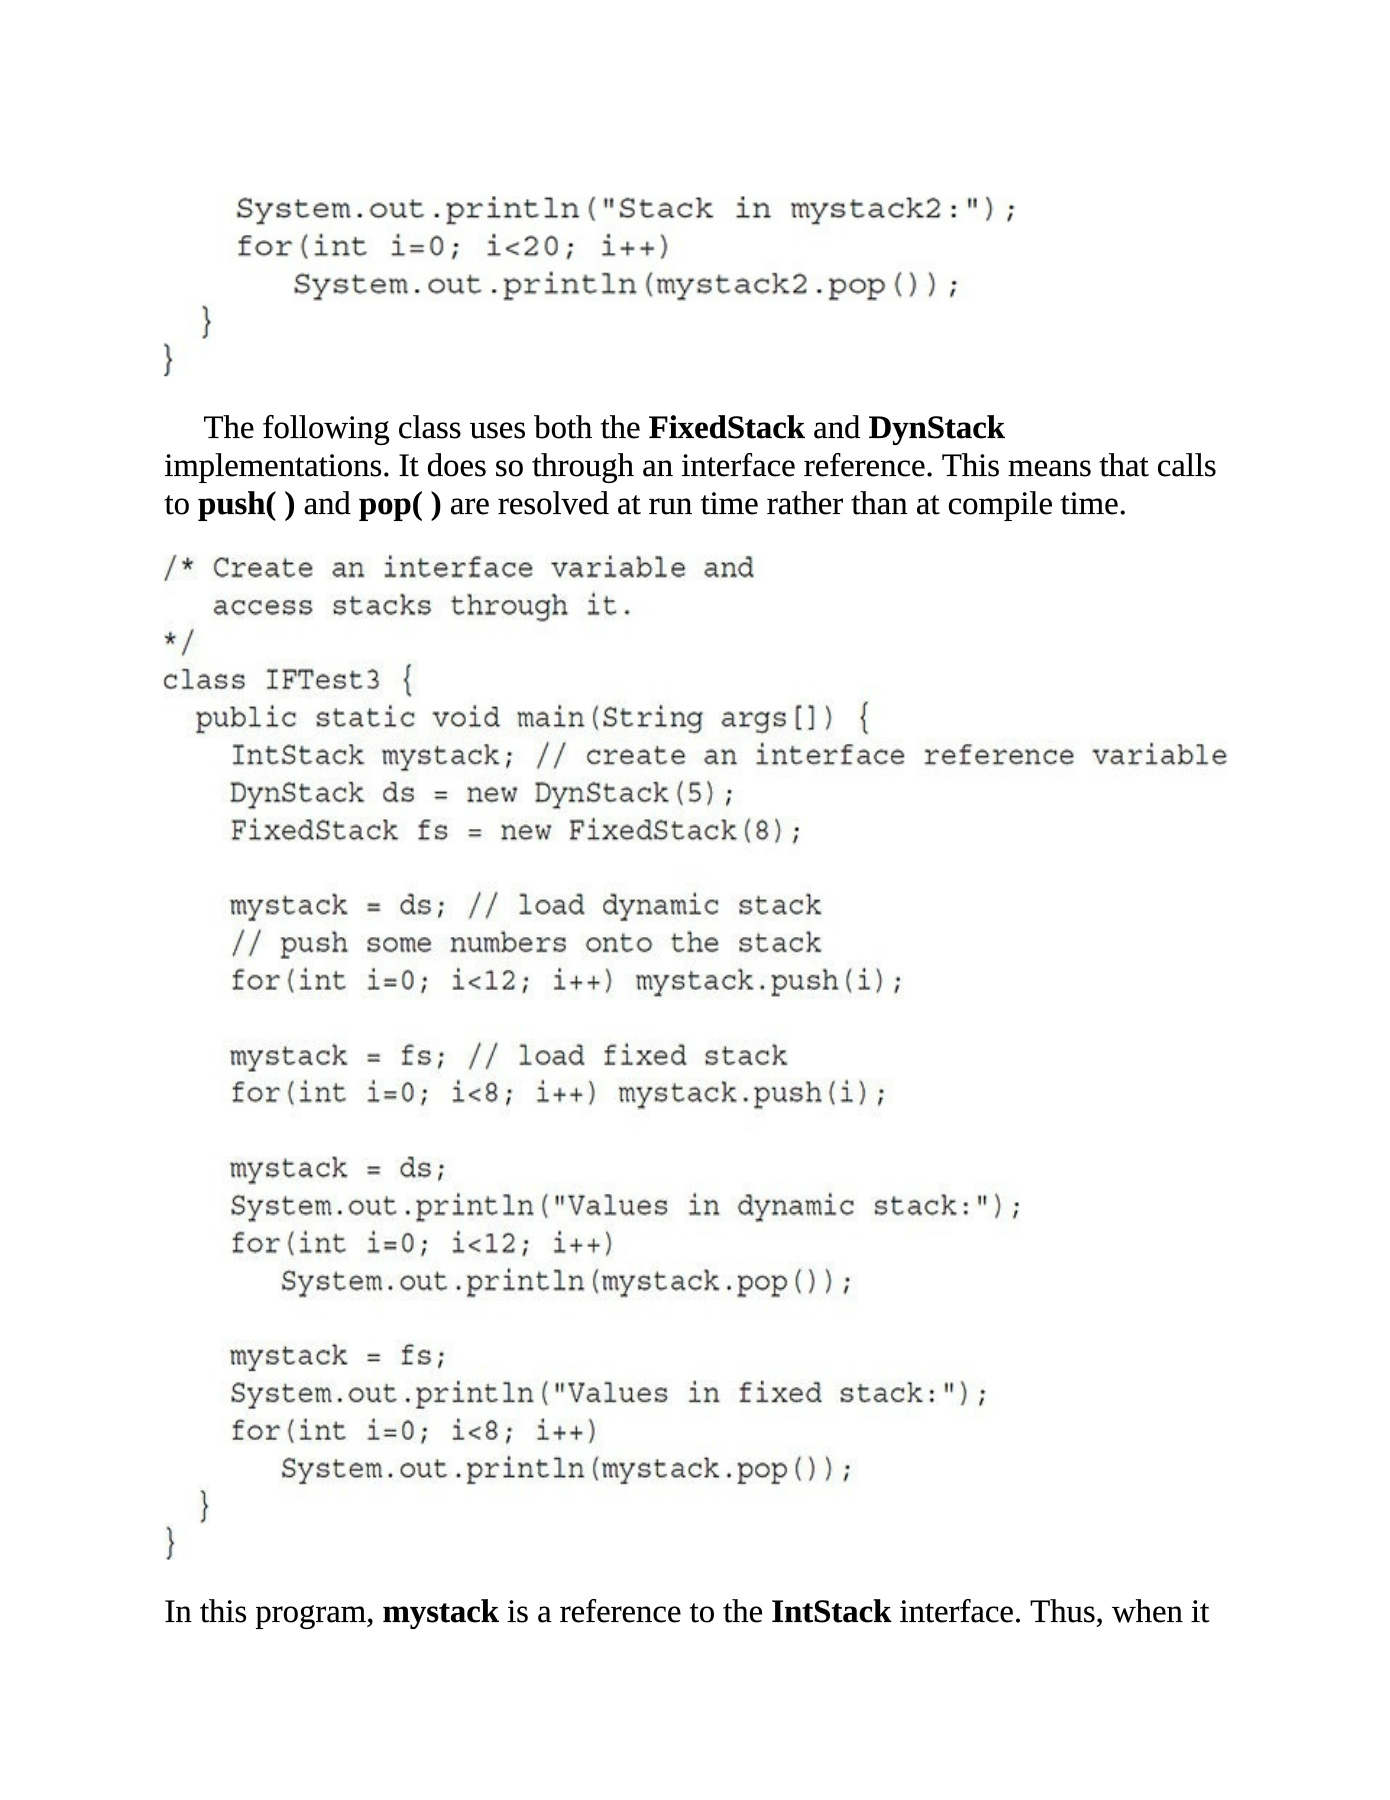 System.out.println("Stack in mystack2:");
for(int i=0; i<20; i++)
System.out.println(mystack2.pop());
}
}
The following class uses both the FixedStack and DynStack
implementations. It does so through an interface reference. This means that calls
to push( ) and pop( ) are resolved at run time rather than at compile time.
/* Create an interface variable and
access stacks through it.
*/
class IFTest3 {
public static void main(String args[]) {
IntStack mystack; // create an interface reference variable
DynStack ds = new DynStack(5);
FixedStack fs = new FixedStack(8);
mystack = ds; // load dynamic stack
// push some numbers onto the stack
for(int i=0; i<12; i++) mystack.push(i);
mystack = fs; // load fixed stack
for(int i=0; i<8; i++) mystack.push(i);
mystack = ds;
System.out.println("Values in dynamic stack:");
for(int i=0; i<12; i++)
System.out.println(mystack.pop());
mystack = fs;
System.out.println("Values in fixed stack:");
for(int i=0; i<8; i++)
System.out.println(mystack.pop());
}
}
In this program, mystack is a reference to the IntStack interface. Thus, when it